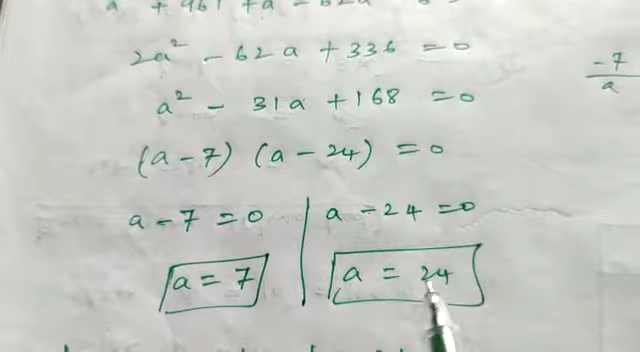 2a² - 62a + 336 = 0
a² - 31a + 168 = 0
(a - 7) (a - 24) = 0
a - 7 = 0 | a - 24 = 0
a = 7 | a = 24
-7
a